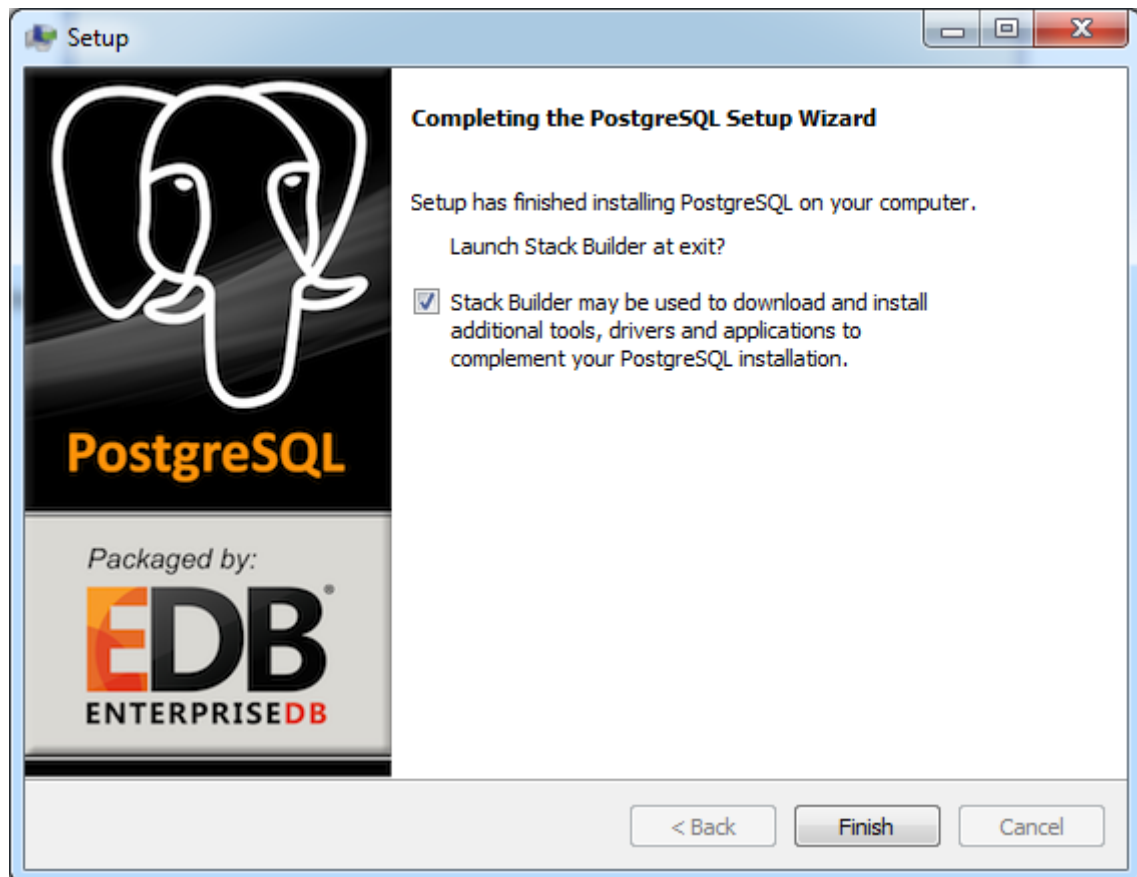 Setup
Completing the PostgreSQL Setup Wizard
Setup has finished installing PostgreSQL on your computer.
Launch Stack Builder at exit?
Stack Builder may be used to download and install
additional tools, drivers and applications to
complement your PostgreSQL installation.
PostgreSQL
Packaged by:
EDB®
ENTERPRISEDB
< Back
Finish
Cancel